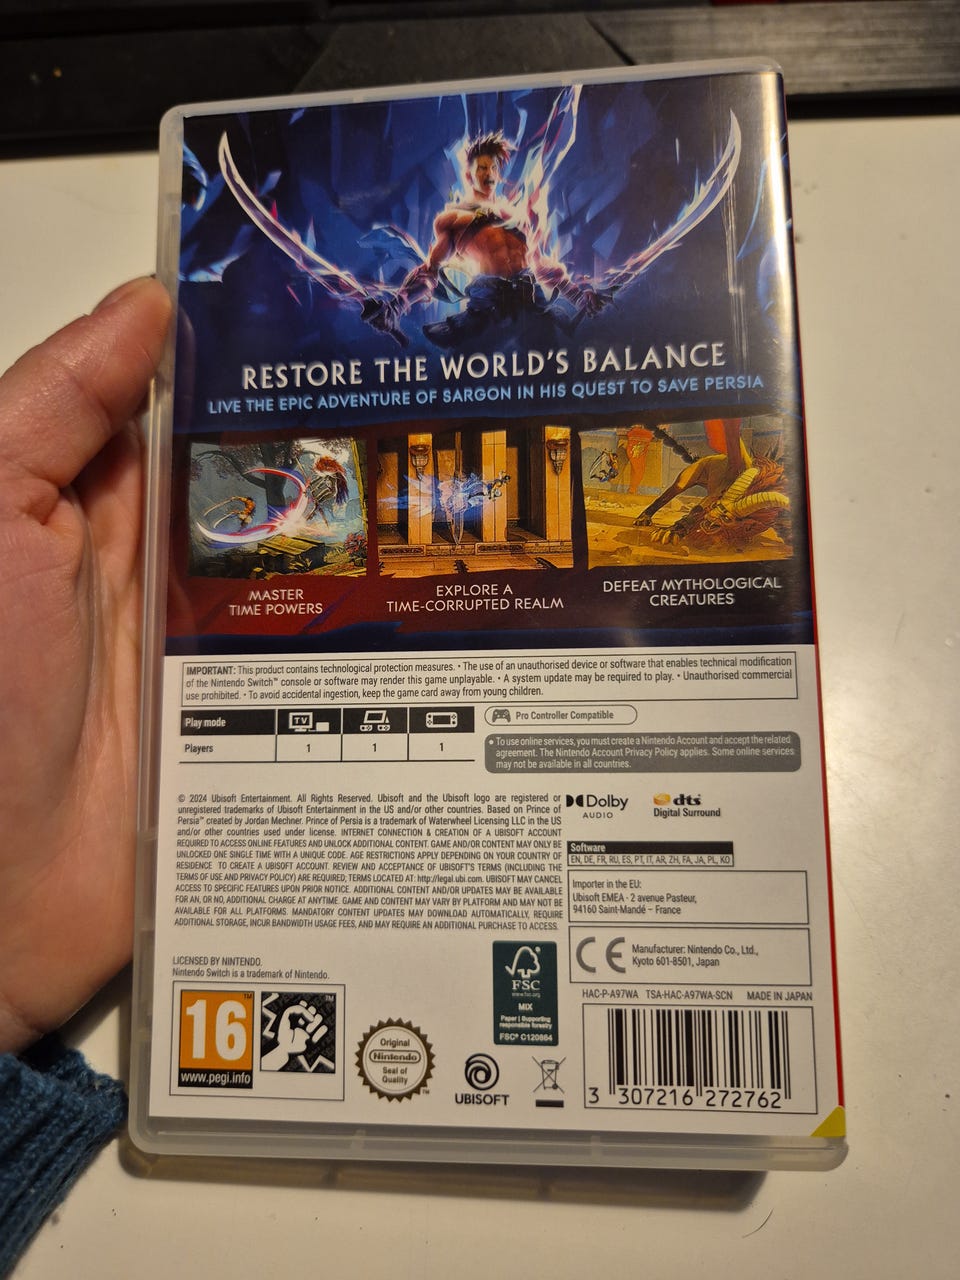 RESTORE THE WORLD'S BALANCE
LIVE THE EPIC ADVENTURE OF SARGON IN HIS QUEST TO SAVE PERSIA
MASTER
TIME POWERS
EXPLORE A
TIME-CORRUPTED REALM
DEFEAT MYTHOLOGICAL
CREATURES
IMPORTANT: This product contains technological protection measures. • The use of an unauthorised device or software that enables technical modification
of the Nintendo Switch™ console or software may render this game unplayable. • A system update may be required to play. • Unauthorised commercial
use prohibited. • To avoid accidental ingestion, keep the game card away from young children.
Play mode
TV
Players
1
1
1
Pro Controller Compatible
• To use online services, you must create a Nintendo Account and accept the related
agreement. The Nintendo Account Privacy Policy applies. Some online services
may not be available in all countries.
© 2024 Ubisoft Entertainment. All Rights Reserved. Ubisoft and the Ubisoft logo are registered or
unregistered trademarks of Ubisoft Entertainment in the US and/or other countries. Based on Prince of
Persia™ created by Jordan Mechner. Prince of Persia is a trademark of Waterwheel Licensing LLC in the US
and/or other countries used under license. INTERNET CONNECTION & CREATION OF A UBISOFT ACCOUNT
REQUIRED TO ACCESS ONLINE FEATURES AND UNLOCK ADDITIONAL CONTENT. GAME AND/OR CONTENT MAY ONLY BE
UNLOCKED ONE SINGLE TIME WITH A UNIQUE CODE. AGE RESTRICTIONS APPLY DEPENDING ON YOUR COUNTRY OF
RESIDENCE TO CREATE A UBISOFT ACCOUNT. REVIEW AND ACCEPTANCE OF UBISOFT'S TERMS (INCLUDING THE
TERMS OF USE AND PRIVACY POLICY) ARE REQUIRED; TERMS LOCATED AT: http://legal.ubi.com. UBISOFT MAY CANCEL
ACCESS TO SPECIFIC FEATURES UPON PRIOR NOTICE. ADDITIONAL CONTENT AND/OR UPDATES MAY BE AVAILABLE
FOR AN, OR NO, ADDITIONAL CHARGE AT ANYTIME. GAME AND CONTENT MAY VARY BY PLATFORM AND MAY NOT BE
AVAILABLE FOR ALL PLATFORMS. MANDATORY CONTENT UPDATES MAY DOWNLOAD AUTOMATICALLY, REQUIRE
ADDITIONAL STORAGE, INCUR BANDWIDTH USAGE FEES, AND MAY REQUIRE AN ADDITIONAL PURCHASE TO ACCESS.
Dolby
AUDIO
dts
Digital Surround
Software
EN, DE, FR, RU, ES, PT, IT, AR, ZH, FA, JA, PL, KO
Importer in the EU:
Ubisoft EMEA - 2 avenue Pasteur,
94160 Saint-Mandé – France
CE
Manufacturer: Nintendo Co., Ltd.,
Kyoto 601-8501, Japan
LICENSED BY NINTENDO.
Nintendo Switch is a trademark of Nintendo.
FSC
www.fsc.org
MIX
Paper | Supporting
responsible forestry
FSC® C120864
HAC-P-A97WA TSA-HAC-A97WA-SCN MADE IN JAPAN
16
www.pegi.info
Original
Nintendo
Seal of
Quality
UBISOFT
3 307216 272762